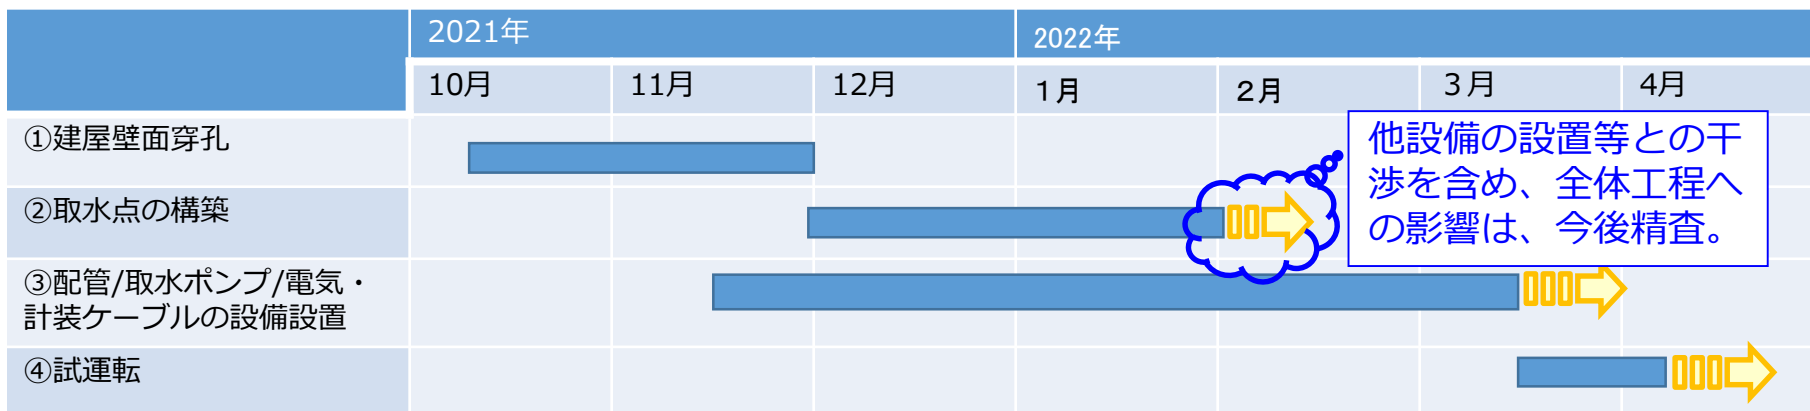 2021年
2022年
10月
11月
12月
１月
２月
３月
4月
①建屋壁面穿孔
②取水点の構築
③配管/取水ポンプ/電気・
計装ケーブルの設備設置
④試運転
他設備の設置等との干
渉を含め、全体工程へ
の影響は、今後精査。